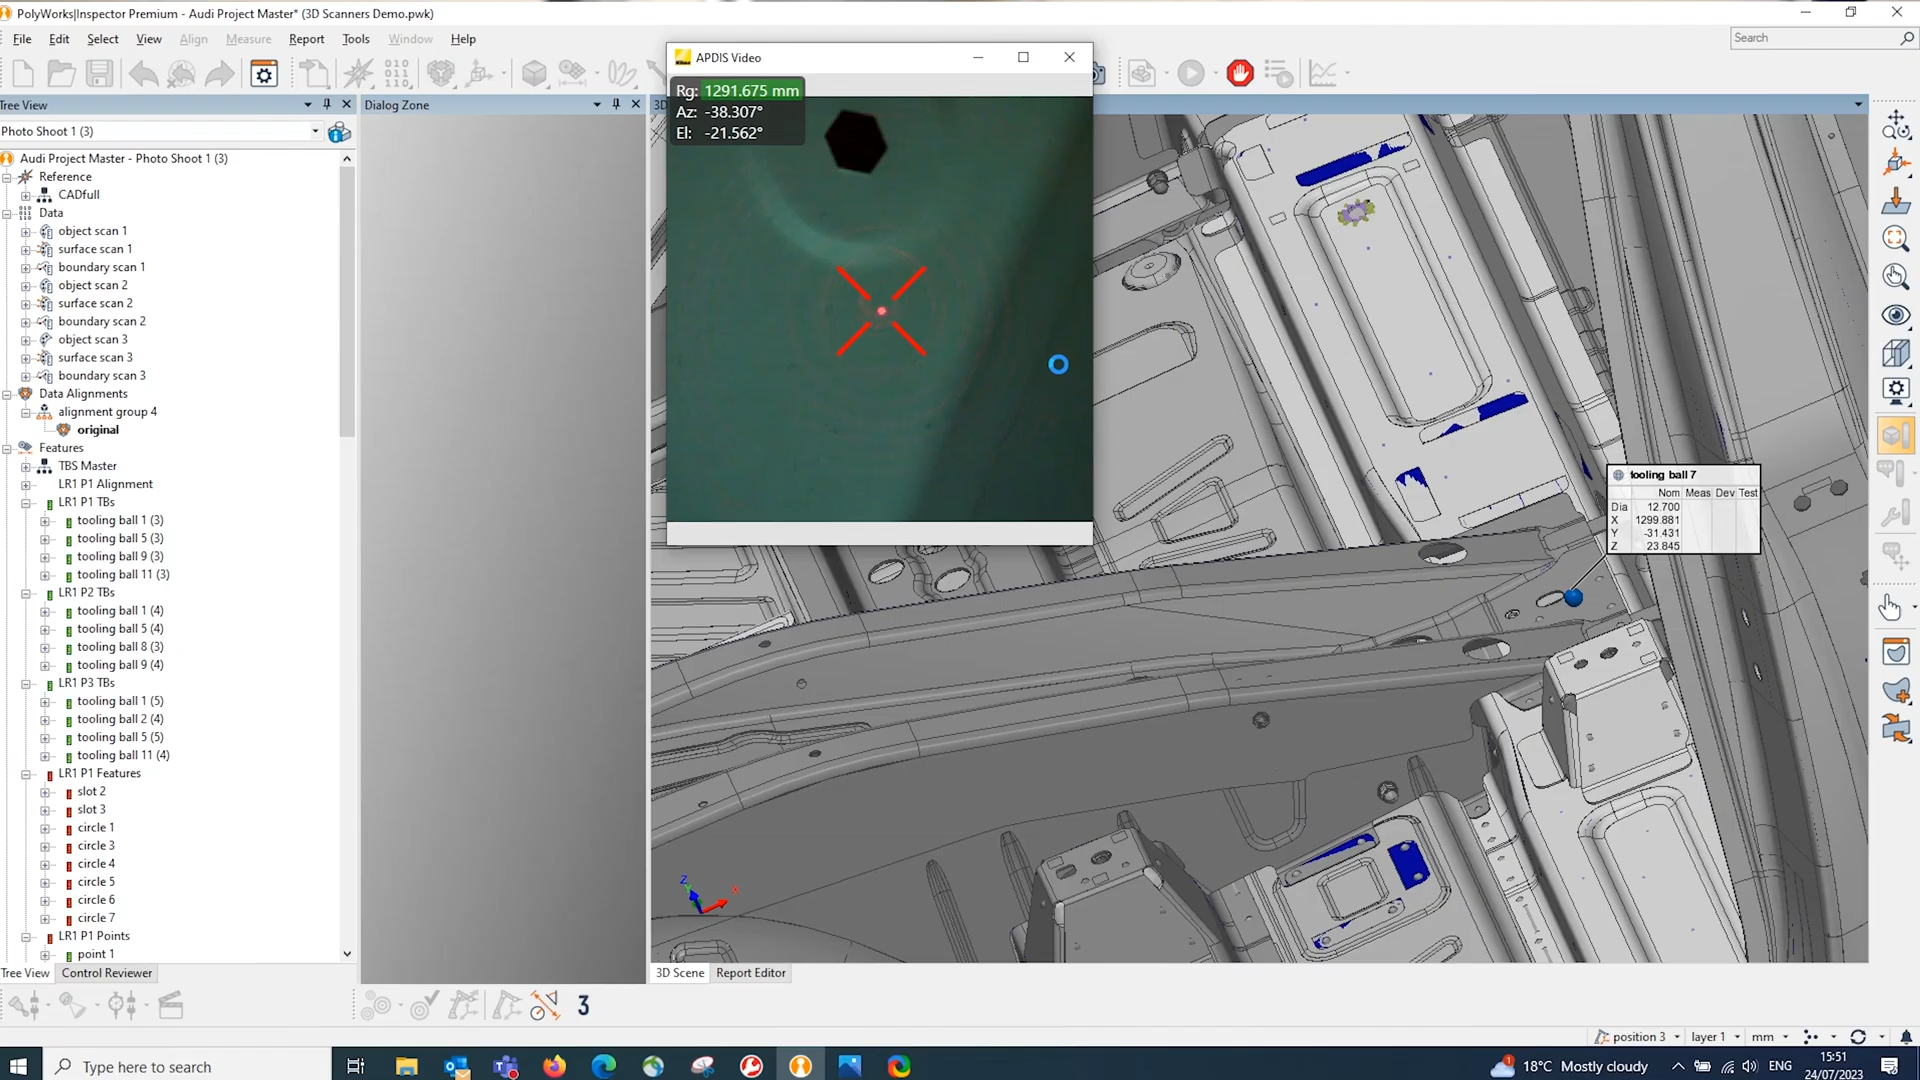 PolyWorks|Inspector Premium - Audi Project Master* (3D Scanners Demo.pwk)
File Edit Select View Align Measure Report Tools Window Help
Search
APDIS Video
Rg: 1291.675 mm
Az: -38.307°
El: -21.562°
Tree View
Dialog Zone
3D
Photo Shoot 1 (3)
Audi Project Master - Photo Shoot 1 (3)
Reference
CADfull
Data
object scan 1
surface scan 1
boundary scan 1
object scan 2
surface scan 2
boundary scan 2
object scan 3
surface scan 3
boundary scan 3
Data Alignments
alignment group 4
original
Features
TBS Master
LR1 P1 Alignment
LR1 P1 TBs
tooling ball 1 (3)
tooling ball 5 (3)
tooling ball 9 (3)
tooling ball 11 (3)
LR1 P2 TBs
tooling ball 1 (4)
tooling ball 5 (4)
tooling ball 8 (3)
tooling ball 9 (4)
LR1 P3 TBs
tooling ball 1 (5)
tooling ball 2 (4)
tooling ball 5 (5)
tooling ball 11 (4)
LR1 P1 Features
slot 2
slot 3
circle 1
circle 3
circle 4
circle 5
circle 6
circle 7
LR1 P1 Points
point 1
tooling ball 7
Nom Meas Dev Test
Dia 12.700
X 1299.881
Y -31.431
Z 23.845
Z
Tree View Control Reviewer
3D Scene Report Editor
3
position 3 layer 1 mm
Type here to search
1
18°C Mostly cloudy
ENG
15:51
24/07/2023